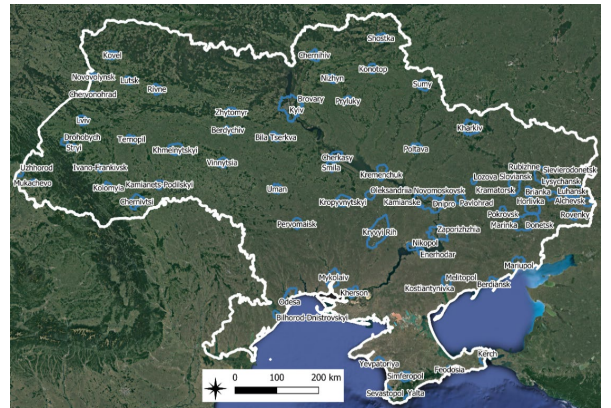 Shostka
Chernihiv
Kovel
Konotop
Novovolynsk
Lutsk
Nizhyn
Sumy
Rivne
Chervonohrad
Brovary
Pryluky
Kyiv
Zhytomyr
Lviv
Kharkiv
Berdychiv
Drohobych
Ternopil
Bila Tserkva
Stryi
Khmelnytskyi
Poltava
Cherkasy
Vinnytsia
Smila
Uzhhorod
Ivano-Frankivsk
Kremenchuk
Rubizhne
Sievierodonetsk
Mukachevo
Kolomyia
Kamianets-Podilskyi
Uman
Lozova
Sloviansk
Lysychansk
Oleksandriia
Novomoskovsk
Kramatorsk
Brianka
Luhansk
Chernivtsi
Kropyvnytskyi
Kamianske
Dnipro
Pavlohrad
Horlivka
Alchevsk
Pokrovsk
Rovenky
Pervomaisk
Marinka
Donetsk
Kryvyi Rih
Zaporizhzhia
Nikopol
Enerhodar
Mariupol
Mykolaiv
Melitopol
Kostiantynivka
Berdiansk
Odesa
Kherson
Bilhorod-Dnistrovskyi
Kerch
Yevpatoriya
Feodosia
Simferopol
Sevastopol
Yalta
0 100 200 km